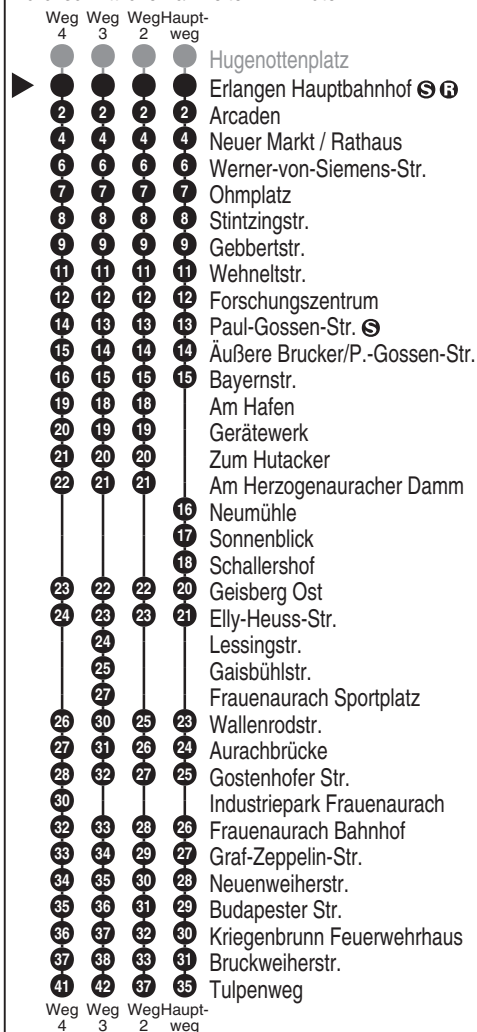 Weg Weg Weg Haupt-
4 3 2 weg
Hugenottenplatz
Erlangen Hauptbahnhof S R
2 2 2 2 Arcaden
4 4 4 4 Neuer Markt / Rathaus
6 6 6 6 Werner-von-Siemens-Str.
7 7 7 7 Ohmplatz
8 8 8 8 Stintzingstr.
9 9 9 9 Gebbertstr.
11 11 11 11 Wehneltstr.
12 12 12 12 Forschungszentrum
14 13 13 13 Paul-Gossen-Str. S
15 14 14 14 Äußere Brucker/P.-Gossen-Str.
16 15 15 15 Bayernstr.
19 18 18 Am Hafen
20 19 19 Gerätewerk
21 20 20 Zum Hutacker
22 21 21 Am Herzogenauracher Damm
16 Neumühle
17 Sonnenblick
18 Schallershof
23 22 22 20 Geisberg Ost
24 23 23 21 Elly-Heuss-Str.
24 Lessingstr.
25 Gaisbühlstr.
27 Frauenaurach Sportplatz
26 30 25 23 Wallenrodstr.
27 31 26 24 Aurachbrücke
28 32 27 25 Gostenhofer Str.
30 Industriepark Frauenaurach
32 33 28 26 Frauenaurach Bahnhof
33 34 29 27 Graf-Zeppelin-Str.
34 35 30 28 Neuenweiherstr.
35 36 31 29 Budapester Str.
36 37 32 30 Kriegenbrunn Feuerwehrhaus
37 38 33 31 Bruckweiherstr.
41 42 37 35 Tulpenweg
Weg Weg Weg Haupt-
4 3 2 weg